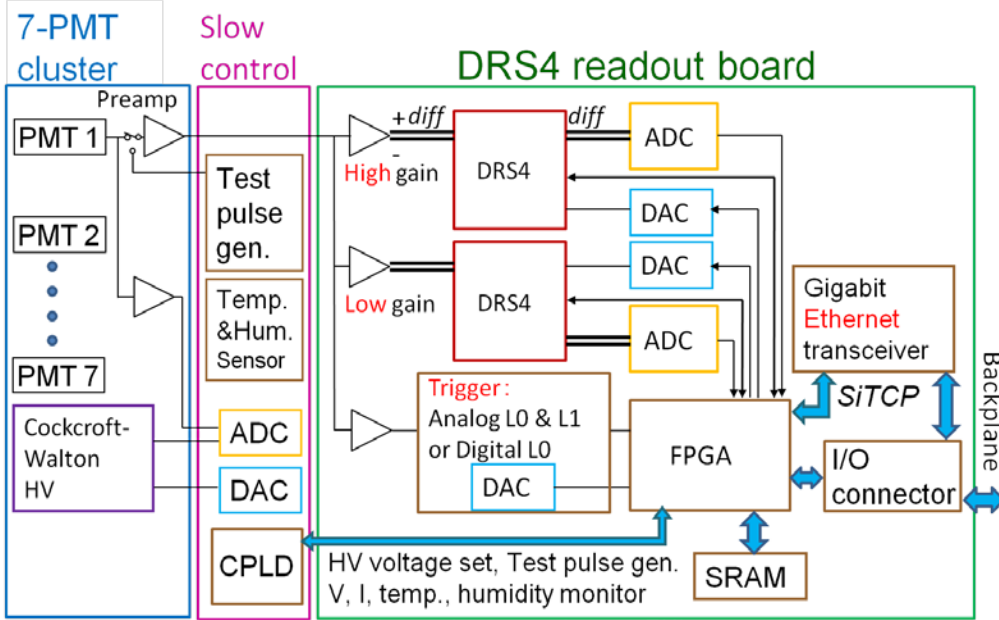 7-PMT
cluster
Slow
control
DRS4 readout board
Preamp
PMT 1
PMT 2
PMT 7
Cockcroft-
Walton
HV
Test
pulse
gen.
Temp.
&Hum.
Sensor
ADC
DAC
CPLD
+ diff
-
High gain
DRS4
diff
ADC
DAC
Low gain
DRS4
DAC
ADC
Trigger:
Analog L0 & L1
or Digital L0
DAC
FPGA
Gigabit
Ethernet
transceiver
SiTCP
I/O
connector
Backplane
SRAM
HV voltage set, Test pulse gen.
V, I, temp., humidity monitor